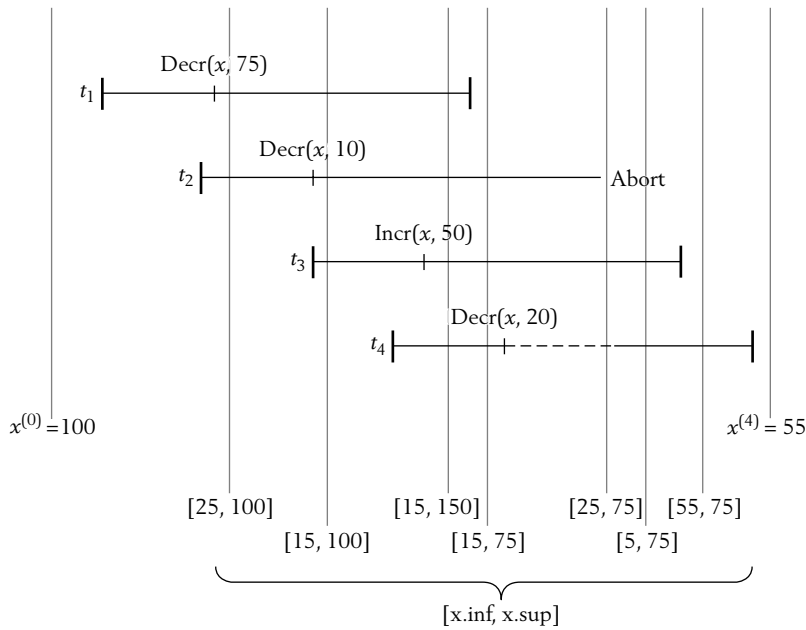 Decr(x, 75)
t1
Decr(x, 10)
t2
Abort
Incr(x, 50)
t3
Decr(x, 20)
t4
x(0) = 100
x(4) = 55
[25, 100]
[15, 150]
[25, 75]
[55, 75]
[15, 100]
[15, 75]
[5, 75]
[x.inf, x.sup]